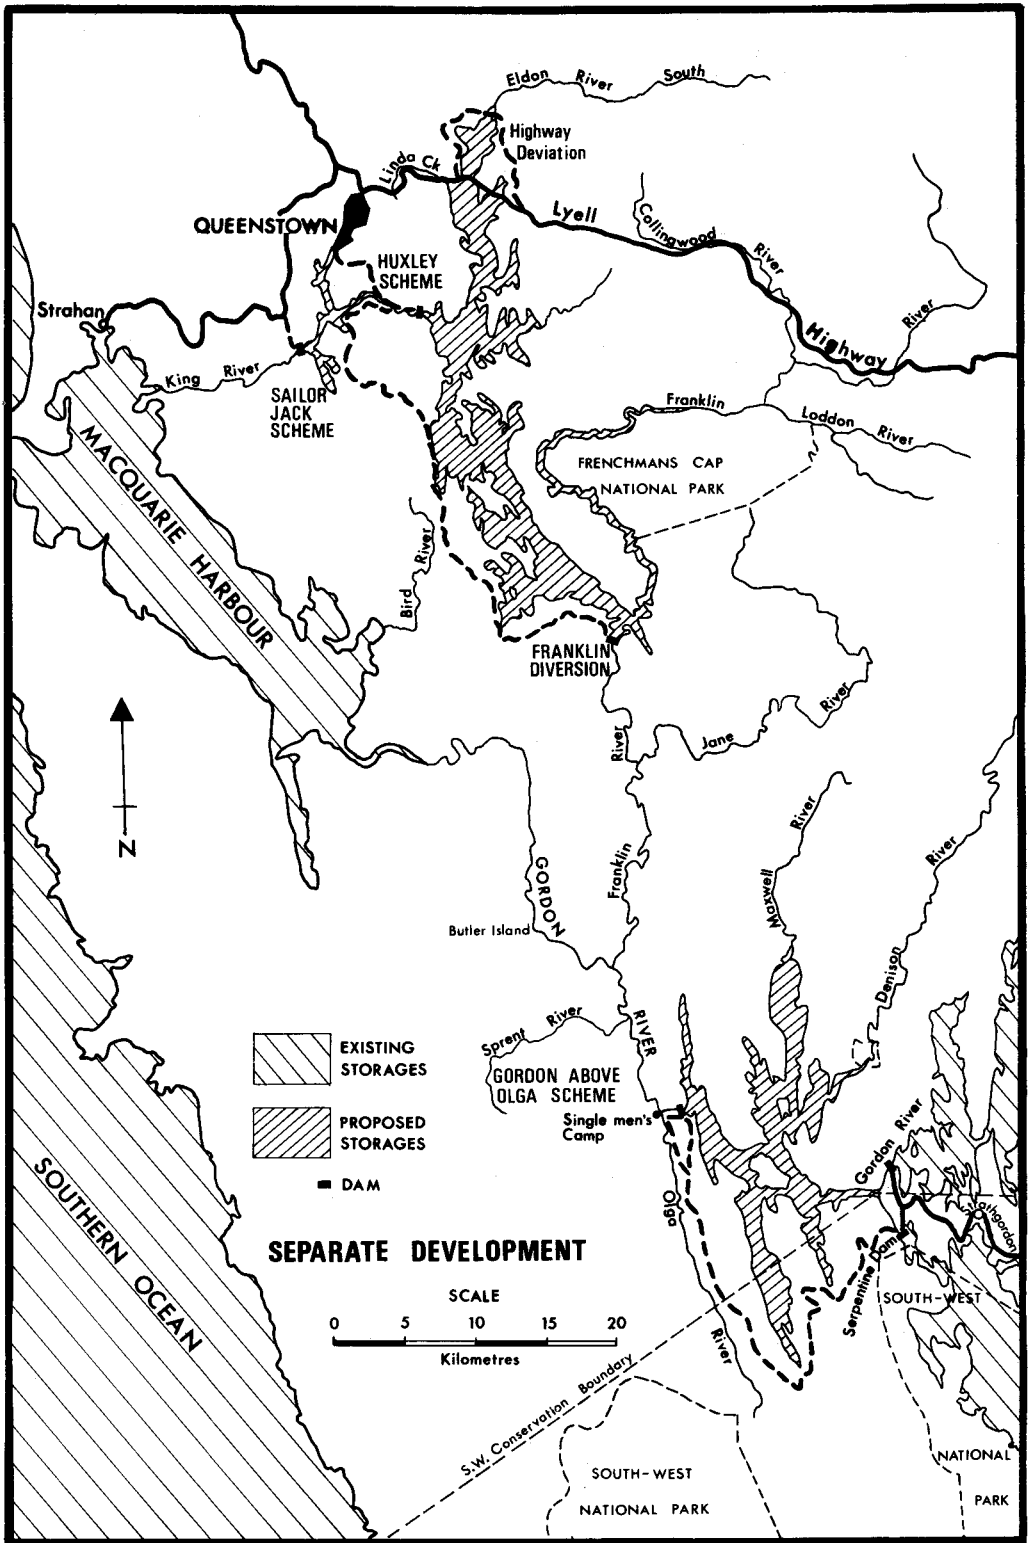 Eldon River South
Highway
Deviation
Linda Ck
Lyell
Collingwood
River
QUEENSTOWN
HUXLEY
SCHEME
River
Strahan
Highway
King River
SAILOR
JACK
SCHEME
Franklin
Loddon River
FRENCHMANS CAP
NATIONAL PARK
MACQUARIE HARBOUR
Bird River
FRANKLIN
DIVERSION
River
Jane
River
N
Franklin
Maxwell River
River
GORDON
Butler Island
Denison
Sprent River
RIVER
EXISTING
STORAGES
GORDON ABOVE
OLGA SCHEME
PROPOSED
STORAGES
Single men's
Camp
Gordon River
DAM
Olga
Strathgordon
SOUTHERN OCEAN
SEPARATE DEVELOPMENT
Serpentine Dam
SOUTH-WEST
SCALE
0 5 10 15 20
Kilometres
River
S.W. Conservation Boundary
NATIONAL
PARK
SOUTH-WEST
NATIONAL PARK